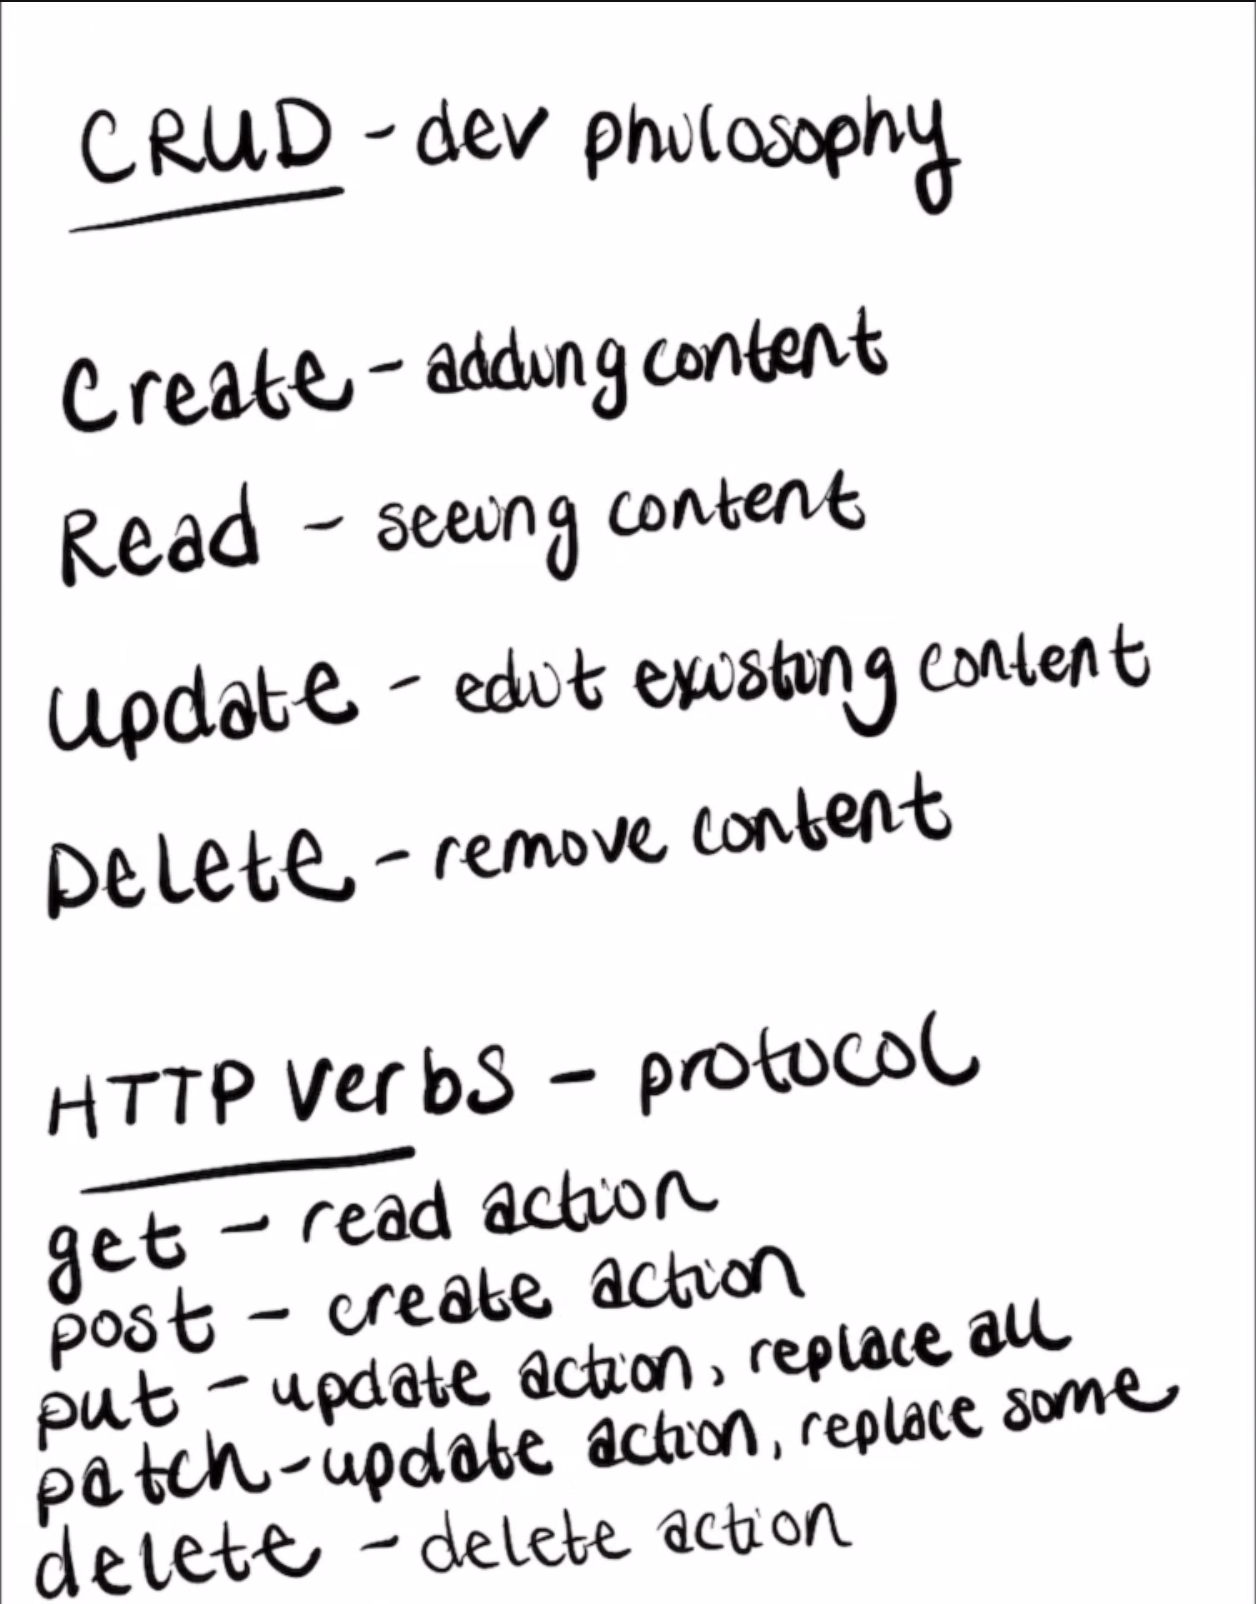 CRUD - dev philosophy
Create - adding content
Read - seeing content
Update - edit existing content
Delete - remove content
HTTP Verbs - protocol
get - read action
post - create action
put - update action, replace all
patch - update action, replace some
delete - delete action